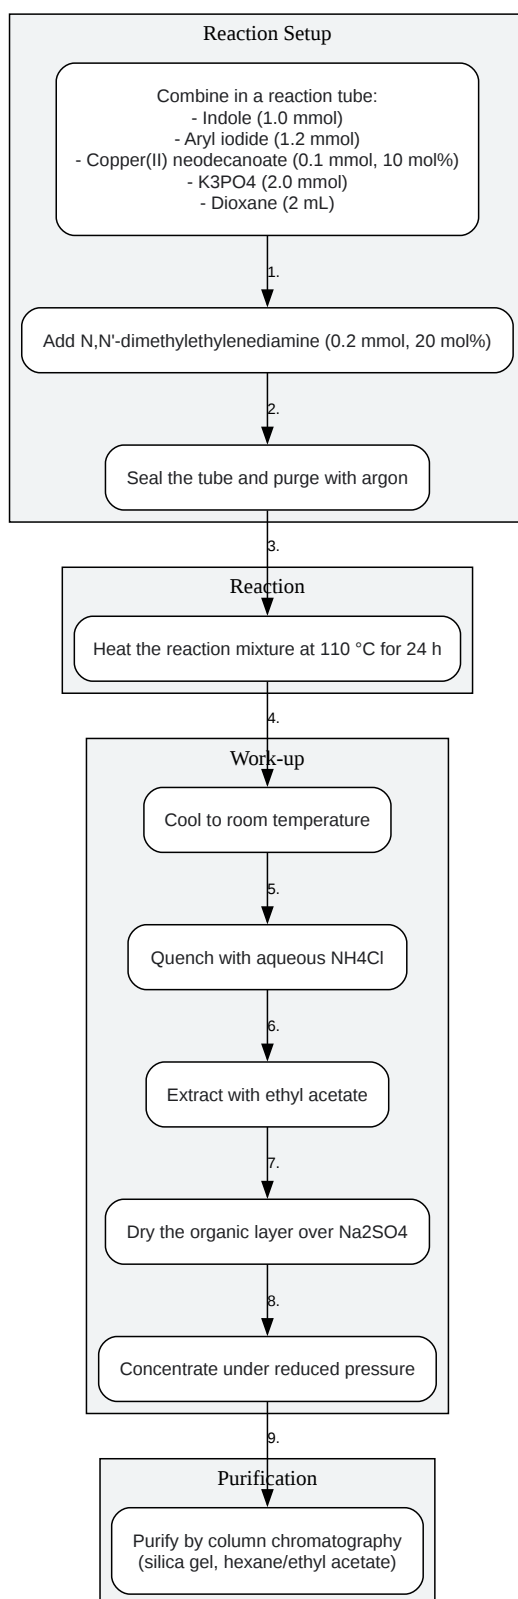 Reaction Setup
Combine in a reaction tube:
- Indole (1.0 mmol)
- Aryl iodide (1.2 mmol)
- Copper(II) neodecanoate (0.1 mmol, 10 mol%)
- K3PO4 (2.0 mmol)
- Dioxane (2 mL)
1.
Add N,N'-dimethylethylenediamine (0.2 mmol, 20 mol%)
2.
Seal the tube and purge with argon
3.
Reaction
Heat the reaction mixture at 110 °C for 24 h
4.
Work-up
Cool to room temperature
5.
Quench with aqueous NH4Cl
6.
Extract with ethyl acetate
7.
Dry the organic layer over Na2SO4
8.
Concentrate under reduced pressure
9.
Purification
Purify by column chromatography
(silica gel, hexane/ethyl acetate)